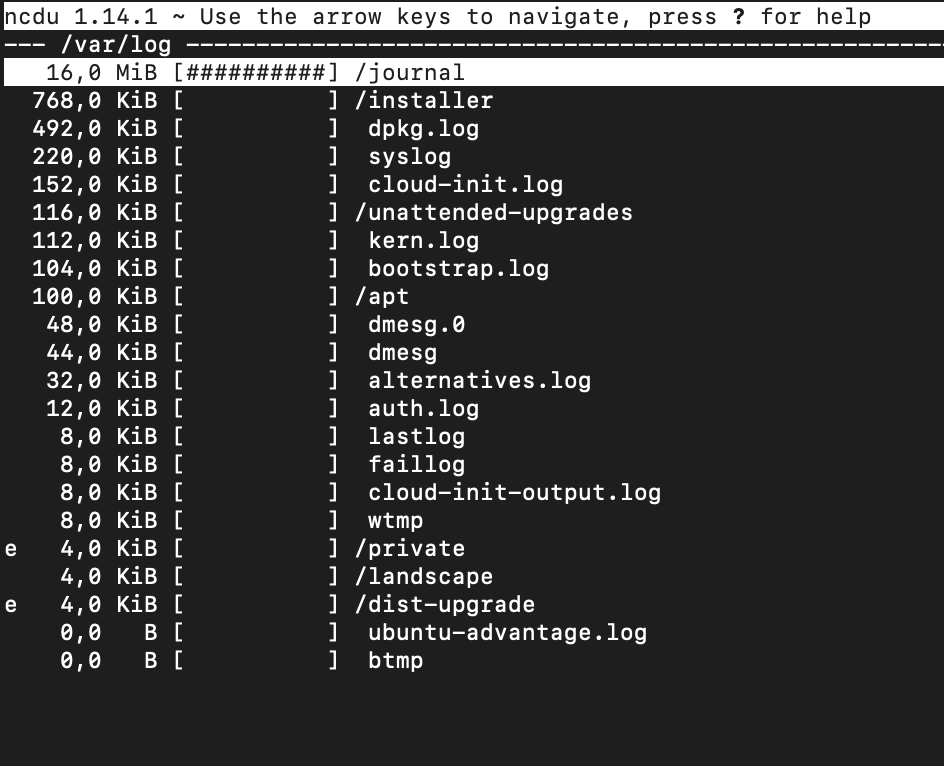 ncdu 1.14.1 ~ Use the arrow keys to navigate, press ? for help
--- /var/log ------------------------------------------------------
   16,0 MiB [##########] /journal
  768,0 KiB [          ] /installer
  492,0 KiB [          ]  dpkg.log
  220,0 KiB [          ]  syslog
  152,0 KiB [          ]  cloud-init.log
  116,0 KiB [          ] /unattended-upgrades
  112,0 KiB [          ]  kern.log
  104,0 KiB [          ]  bootstrap.log
  100,0 KiB [          ] /apt
   48,0 KiB [          ]  dmesg.0
   44,0 KiB [          ]  dmesg
   32,0 KiB [          ]  alternatives.log
   12,0 KiB [          ]  auth.log
    8,0 KiB [          ]  lastlog
    8,0 KiB [          ]  faillog
    8,0 KiB [          ]  cloud-init-output.log
    8,0 KiB [          ]  wtmp
e   4,0 KiB [          ] /private
    4,0 KiB [          ] /landscape
e   4,0 KiB [          ] /dist-upgrade
    0,0   B [          ]  ubuntu-advantage.log
    0,0   B [          ]  btmp